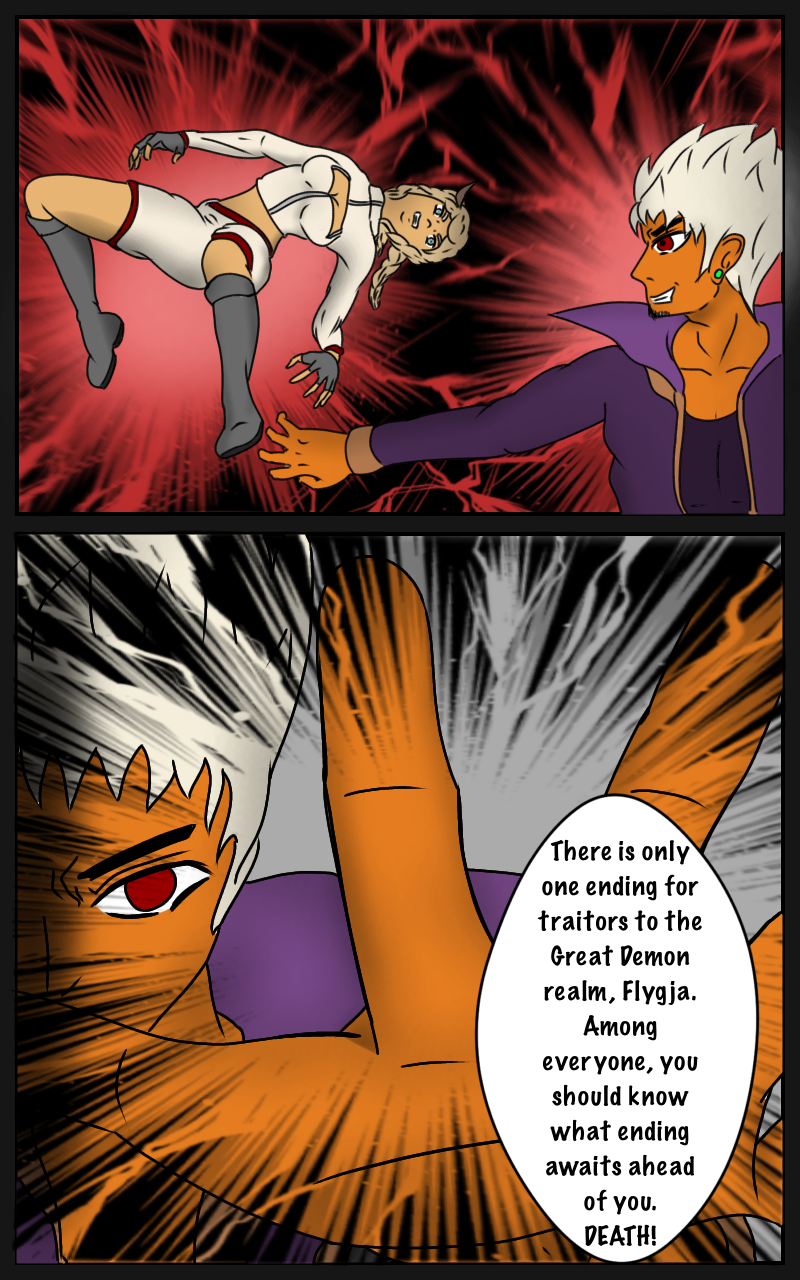 There is only
one ending for
traitors to the
Great Demon
realm, Flygja.
Among
everyone, you
should know
what ending
awaits ahead
of you.
DEATH!